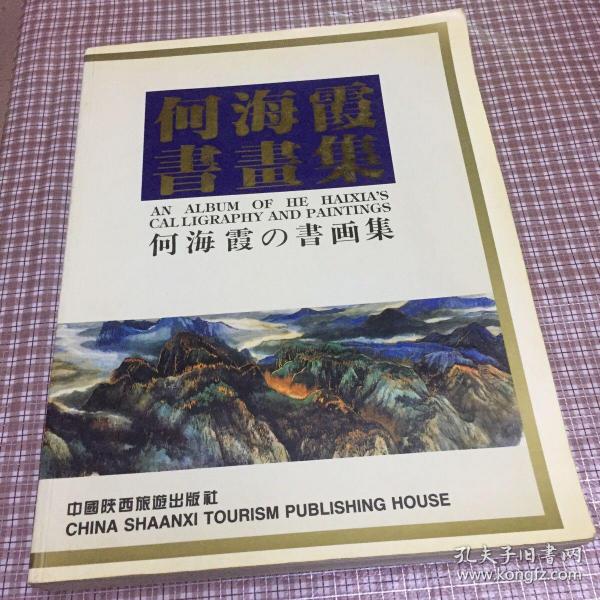 何海霞
書畫集
AN ALBUM OF HE HAIXIA'S
CALLIGRAPHY AND PAINTINGS
何海霞の書画集
中國陝西旅遊出版社
CHINA SHAANXI TOURISM PUBLISHING HOUSE
孔夫子旧书网
www.kongfz.com